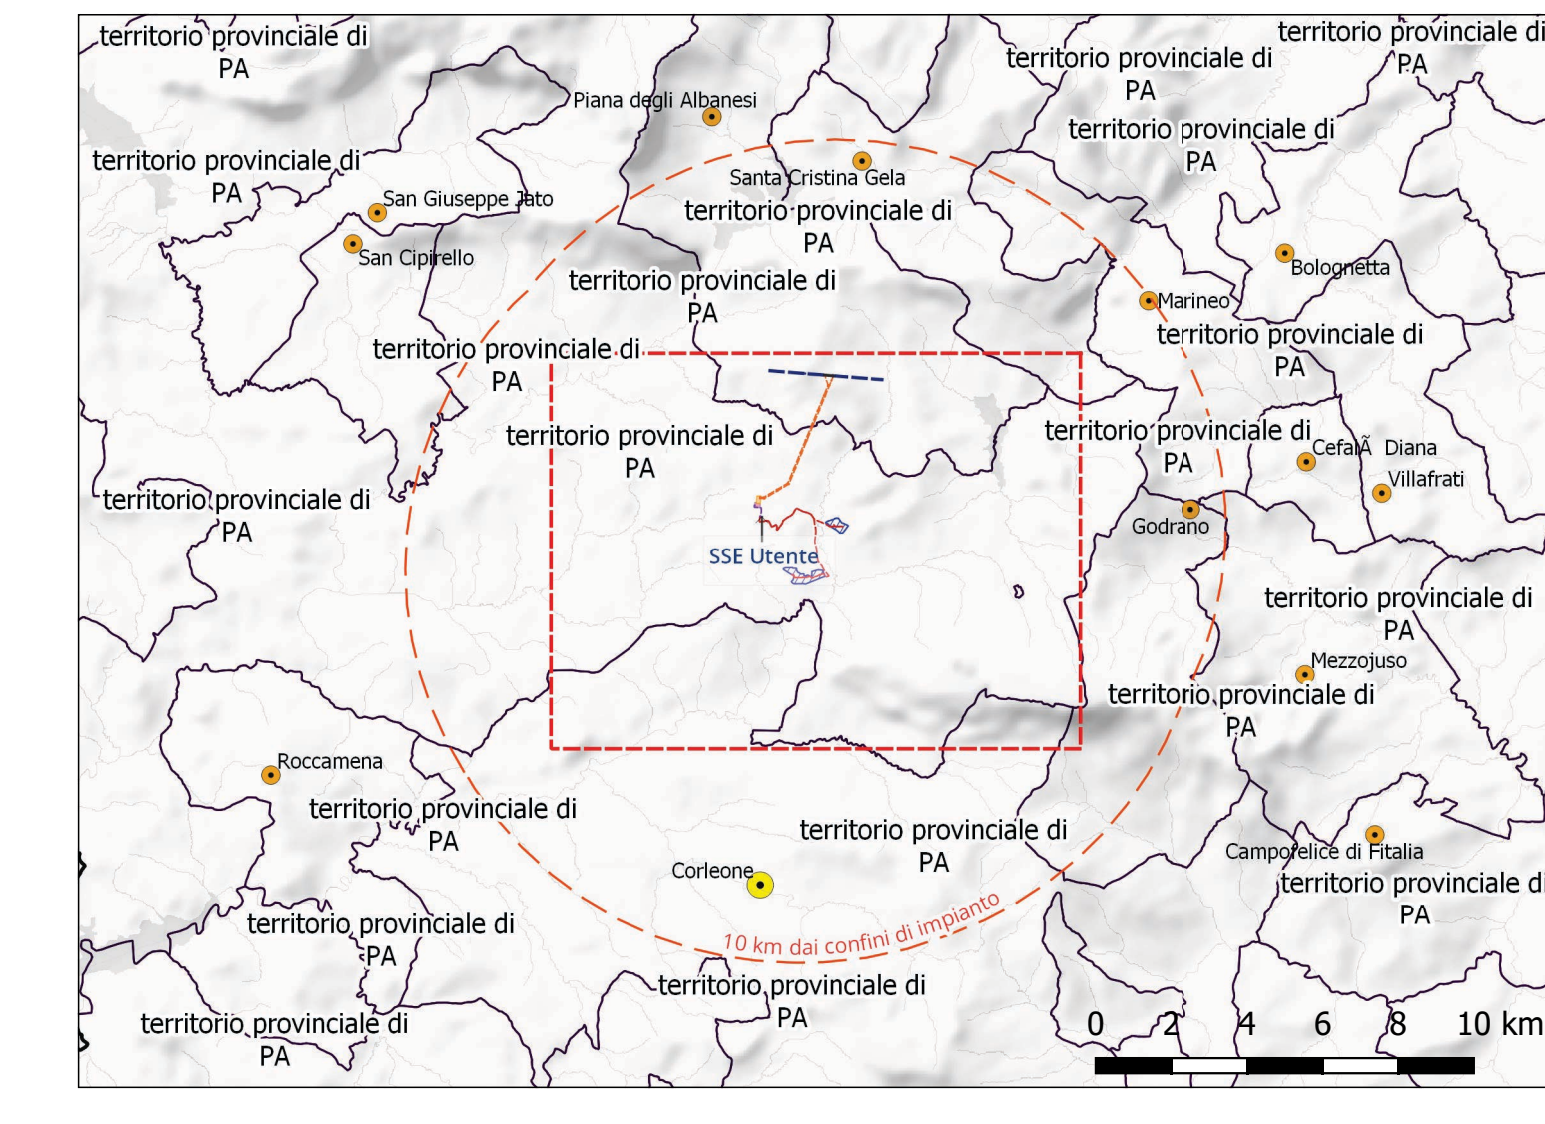 territorio provinciale di
PA
territorio provinciale di
PA
territorio provinciale di
PA
Piana degli Albanesi
territorio provinciale di
PA
territorio provinciale di
PA
Santa Cristina Gela
San Giuseppe Jato
territorio provinciale di
PA
San Cipirello
Bolognetta
territorio provinciale di
PA
Marineo
territorio provinciale di
PA
territorio provinciale di
PA
territorio provinciale di
PA
territorio provinciale di
PA
CefalÃ Diana
Villafrati
territorio provinciale di
PA
Godrano
SSE Utente
territorio provinciale di
PA
Mezzojuso
territorio provinciale di
PA
Roccamena
territorio provinciale di
PA
territorio provinciale di
PA
Campofelice di Fitalia
Corleone
territorio provinciale di
PA
10 km dai confini di impianto
territorio provinciale di
PA
territorio provinciale di
PA
territorio provinciale di
PA
0 2 4 6 8 10 km